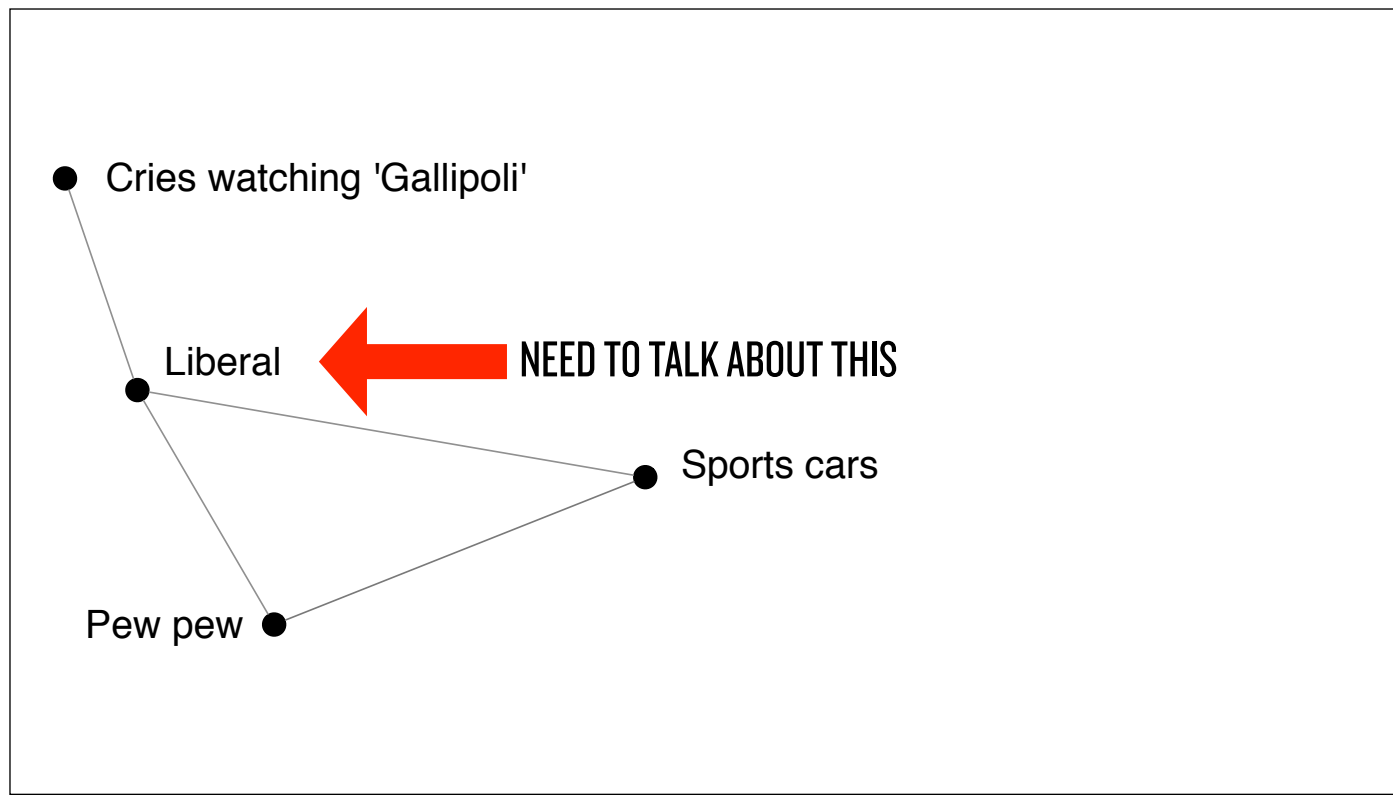 Cries watching 'Gallipoli'
Liberal
NEED TO TALK ABOUT THIS
Sports cars
Pew pew